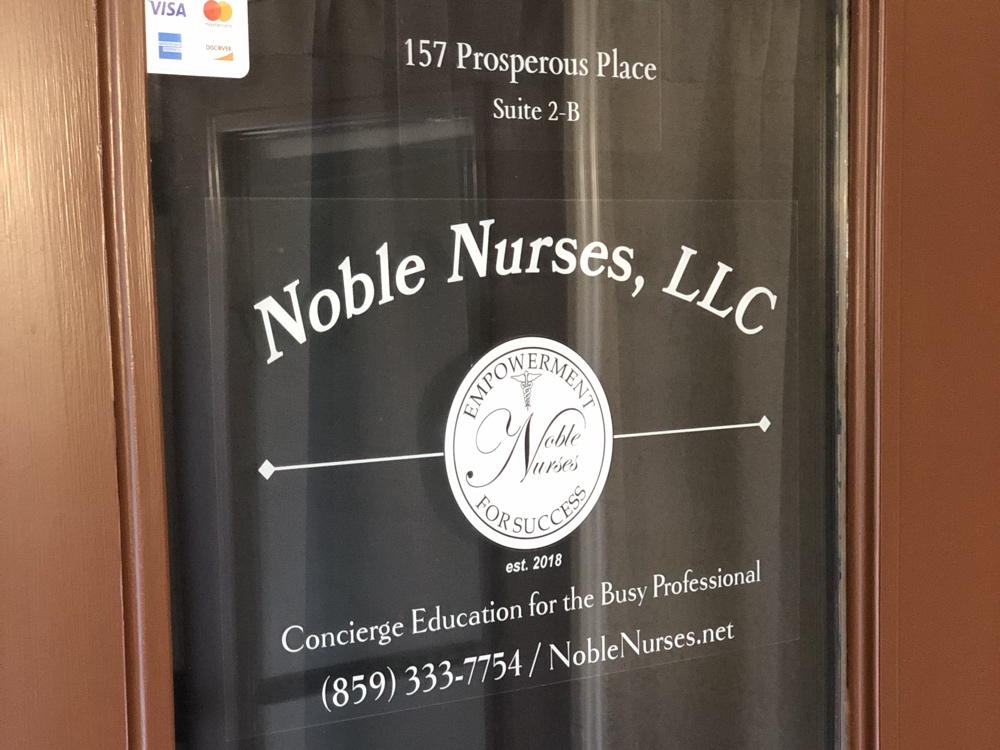 VISA
mastercard
DISCOVER
157 Prosperous Place
Suite 2-B
Noble Nurses, LLC
EMPOWERMENT
Noble
Nurses
FOR SUCCESS
est. 2018
Concierge Education for the Busy Professional
(859) 333-7754 / NobleNurses.net